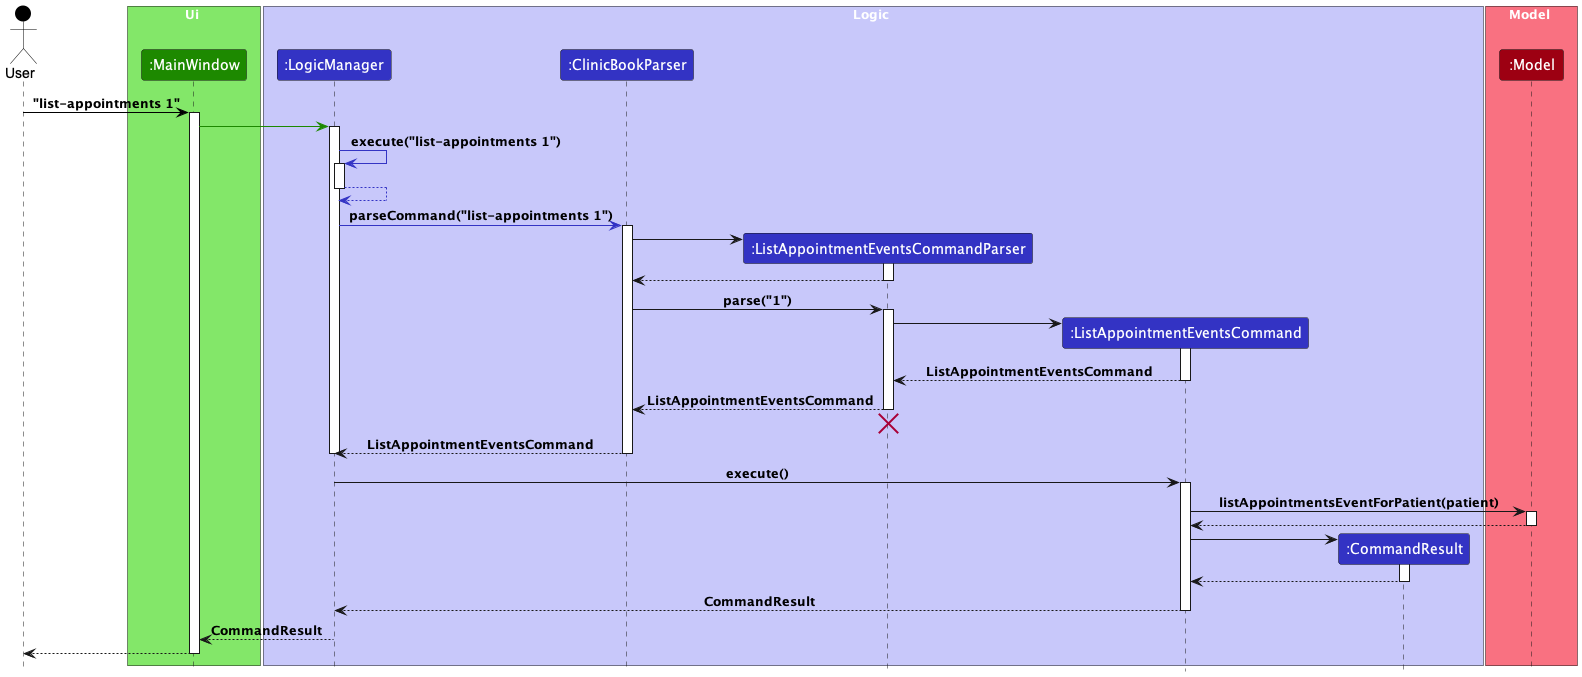 Ui
Logic
Model
User
:MainWindow
:LogicManager
:ClinicBookParser
:Model
"list-appointments 1"
execute("list-appointments 1")
parseCommand("list-appointments 1")
:ListAppointmentEventsCommandParser
parse("1")
:ListAppointmentEventsCommand
ListAppointmentEventsCommand
ListAppointmentEventsCommand
ListAppointmentEventsCommand
execute()
listAppointmentsEventForPatient(patient)
:CommandResult
CommandResult
CommandResult